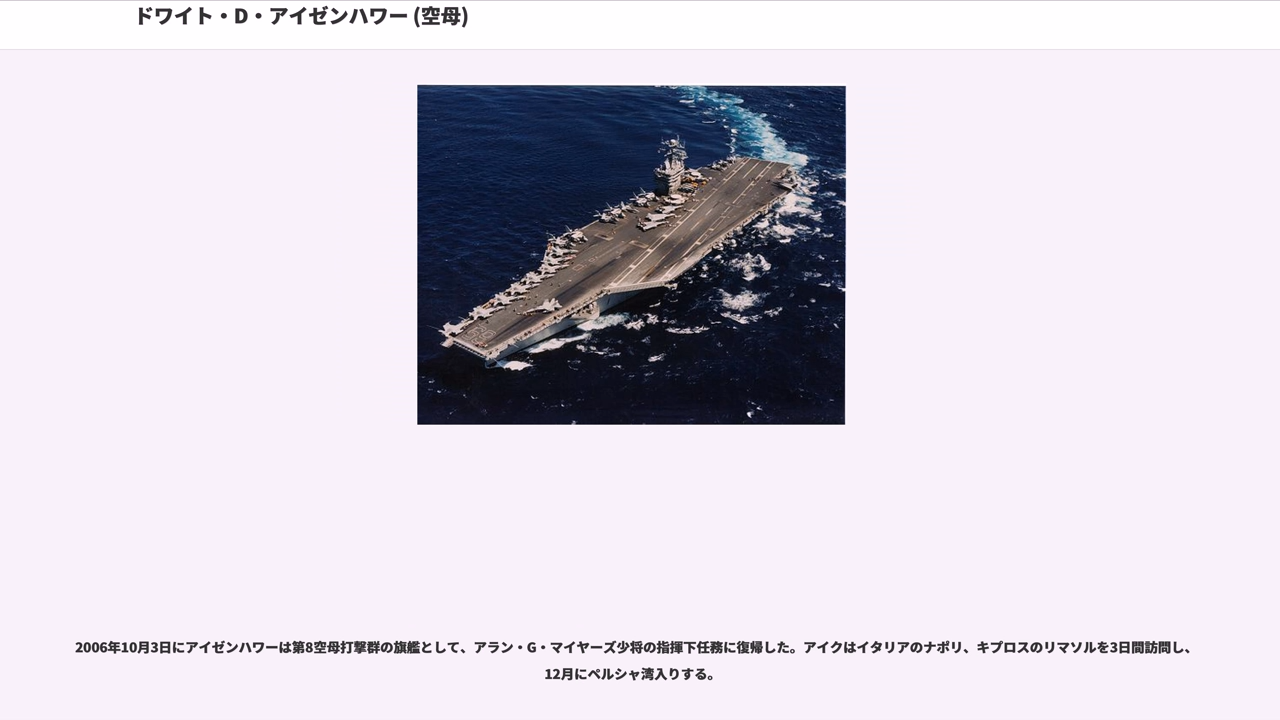 ドワイト・D・アイゼンハワー (空母)
2006年10月3日にアイゼンハワーは第8空母打撃群の旗艦として、アラン・G・マイヤーズ少将の指揮下任務に復帰した。アイクはイタリアのナポリ、キプロスのリマソルを3日間訪問し、
12月にペルシャ湾入りする。